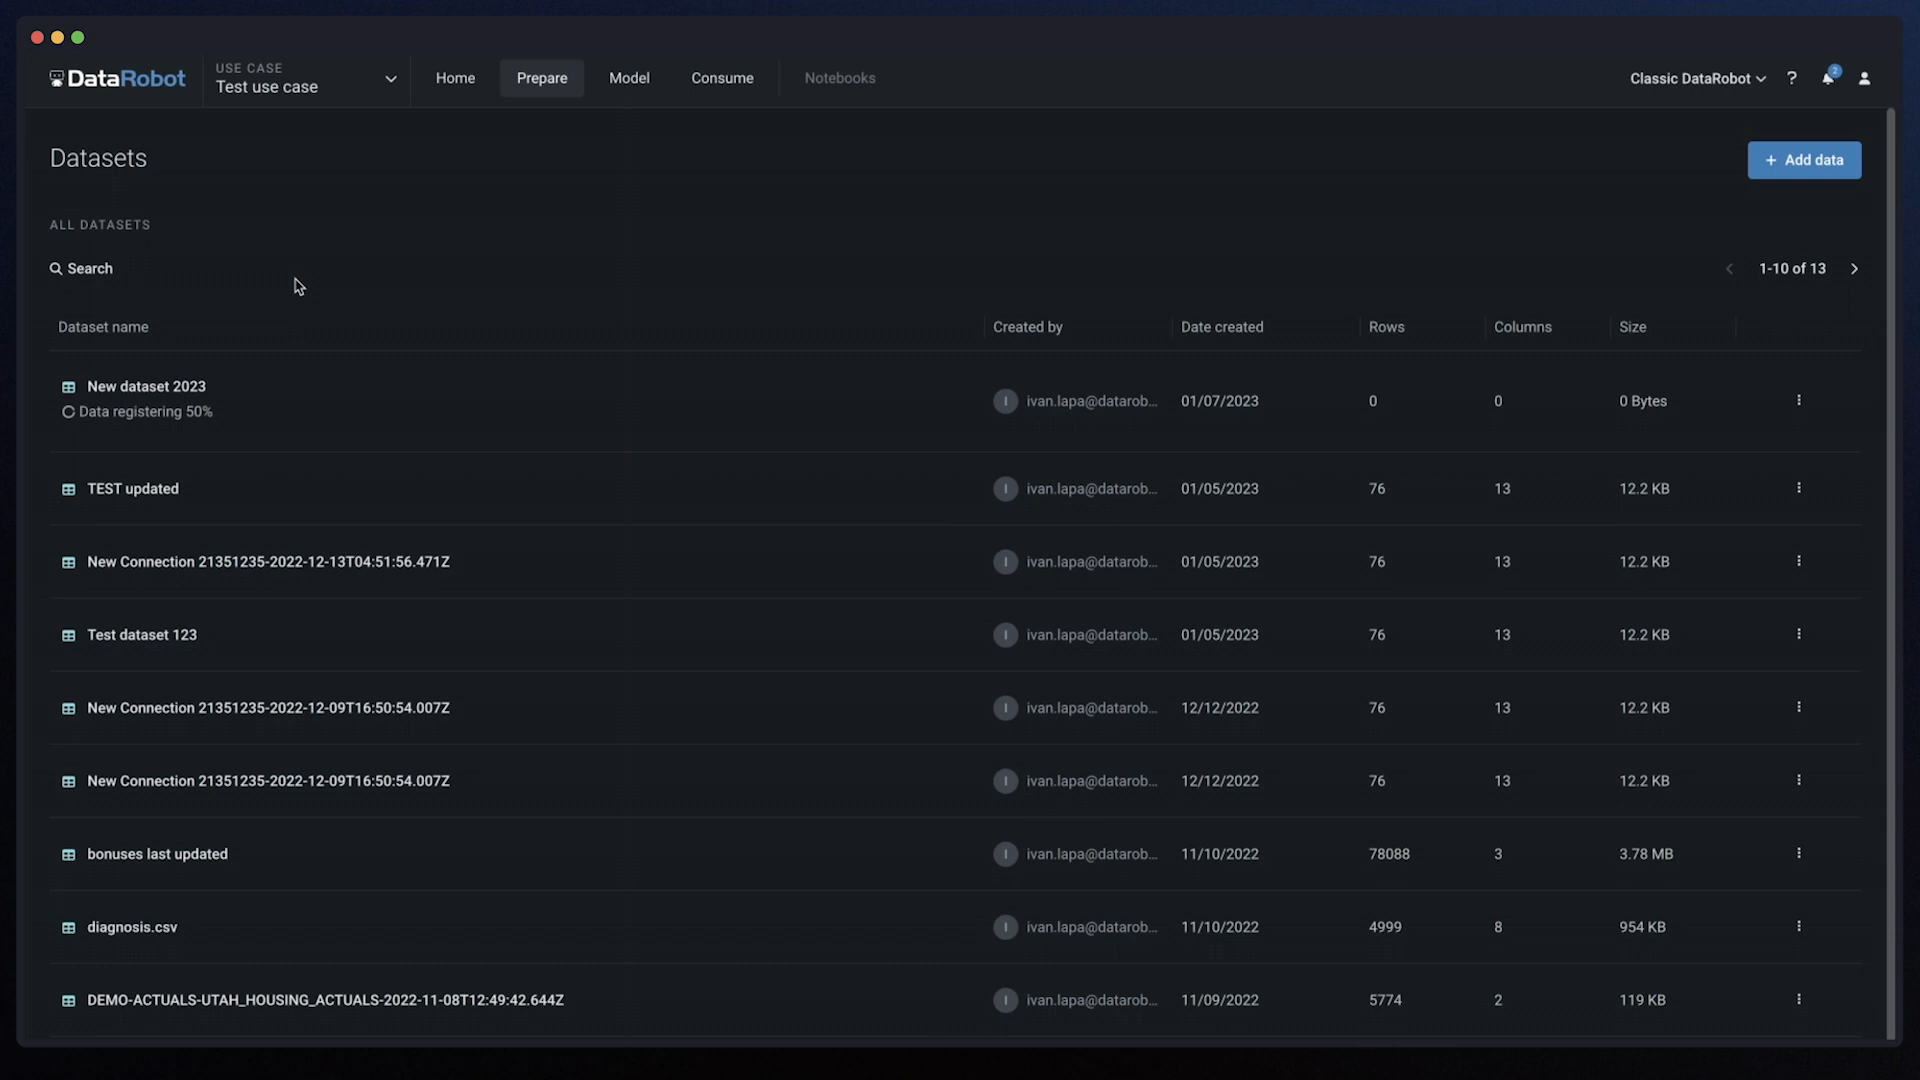 DataRobot
USE CASE
Test use case
Home
Prepare
Model
Consume
Notebooks
Classic DataRobot
?
2
Datasets
+ Add data
ALL DATASETS
Search
1-10 of 13
Dataset name Created by Date created Rows Columns Size
New dataset 2023
Data registering 50%
I ivan.lapa@datarob... 01/07/2023 0 0 0 Bytes
TEST updated I ivan.lapa@datarob... 01/05/2023 76 13 12.2 KB
New Connection 21351235-2022-12-13T04:51:56.471Z I ivan.lapa@datarob... 01/05/2023 76 13 12.2 KB
Test dataset 123 I ivan.lapa@datarob... 01/05/2023 76 13 12.2 KB
New Connection 21351235-2022-12-09T16:50:54.007Z I ivan.lapa@datarob... 12/12/2022 76 13 12.2 KB
New Connection 21351235-2022-12-09T16:50:54.007Z I ivan.lapa@datarob... 12/12/2022 76 13 12.2 KB
bonuses last updated I ivan.lapa@datarob... 11/10/2022 78088 3 3.78 MB
diagnosis.csv I ivan.lapa@datarob... 11/10/2022 4999 8 954 KB
DEMO-ACTUALS-UTAH_HOUSING_ACTUALS-2022-11-08T12:49:42.644Z I ivan.lapa@datarob... 11/09/2022 5774 2 119 KB